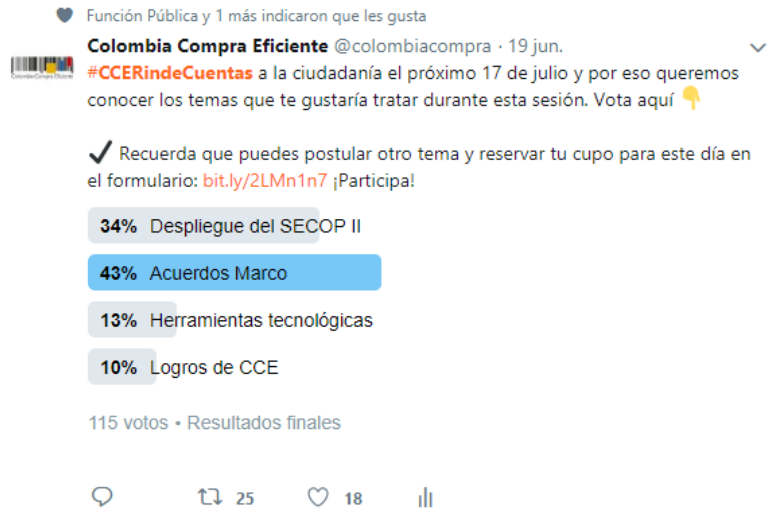 Función Pública y 1 más indicaron que les gusta
Colombia Compra Eficiente @colombiacompra · 19 jun.
#CCERindeCuentas a la ciudadanía el próximo 17 de julio y por eso queremos
conocer los temas que te gustaría tratar durante esta sesión. Vota aquí 👇
✔ Recuerda que puedes postular otro tema y reservar tu cupo para este día en
el formulario: bit.ly/2LMn1n7 ¡Participa!
34% Despliegue del SECOP II
43% Acuerdos Marco
13% Herramientas tecnológicas
10% Logros de CCE
115 votos • Resultados finales
25 18